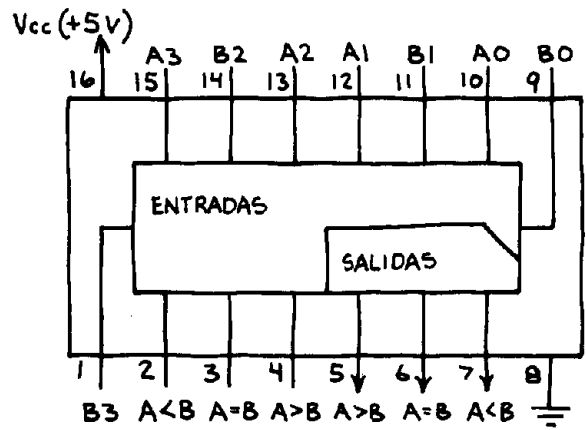 Vcc (+5V)
A3 B2 A2 A1 B1 A0 B0
16 15 14 13 12 11 10 9
ENTRADAS
SALIDAS
1 2 3 4 5 6 7 8
B3 A<B A=B A>B A>B A=B A<B